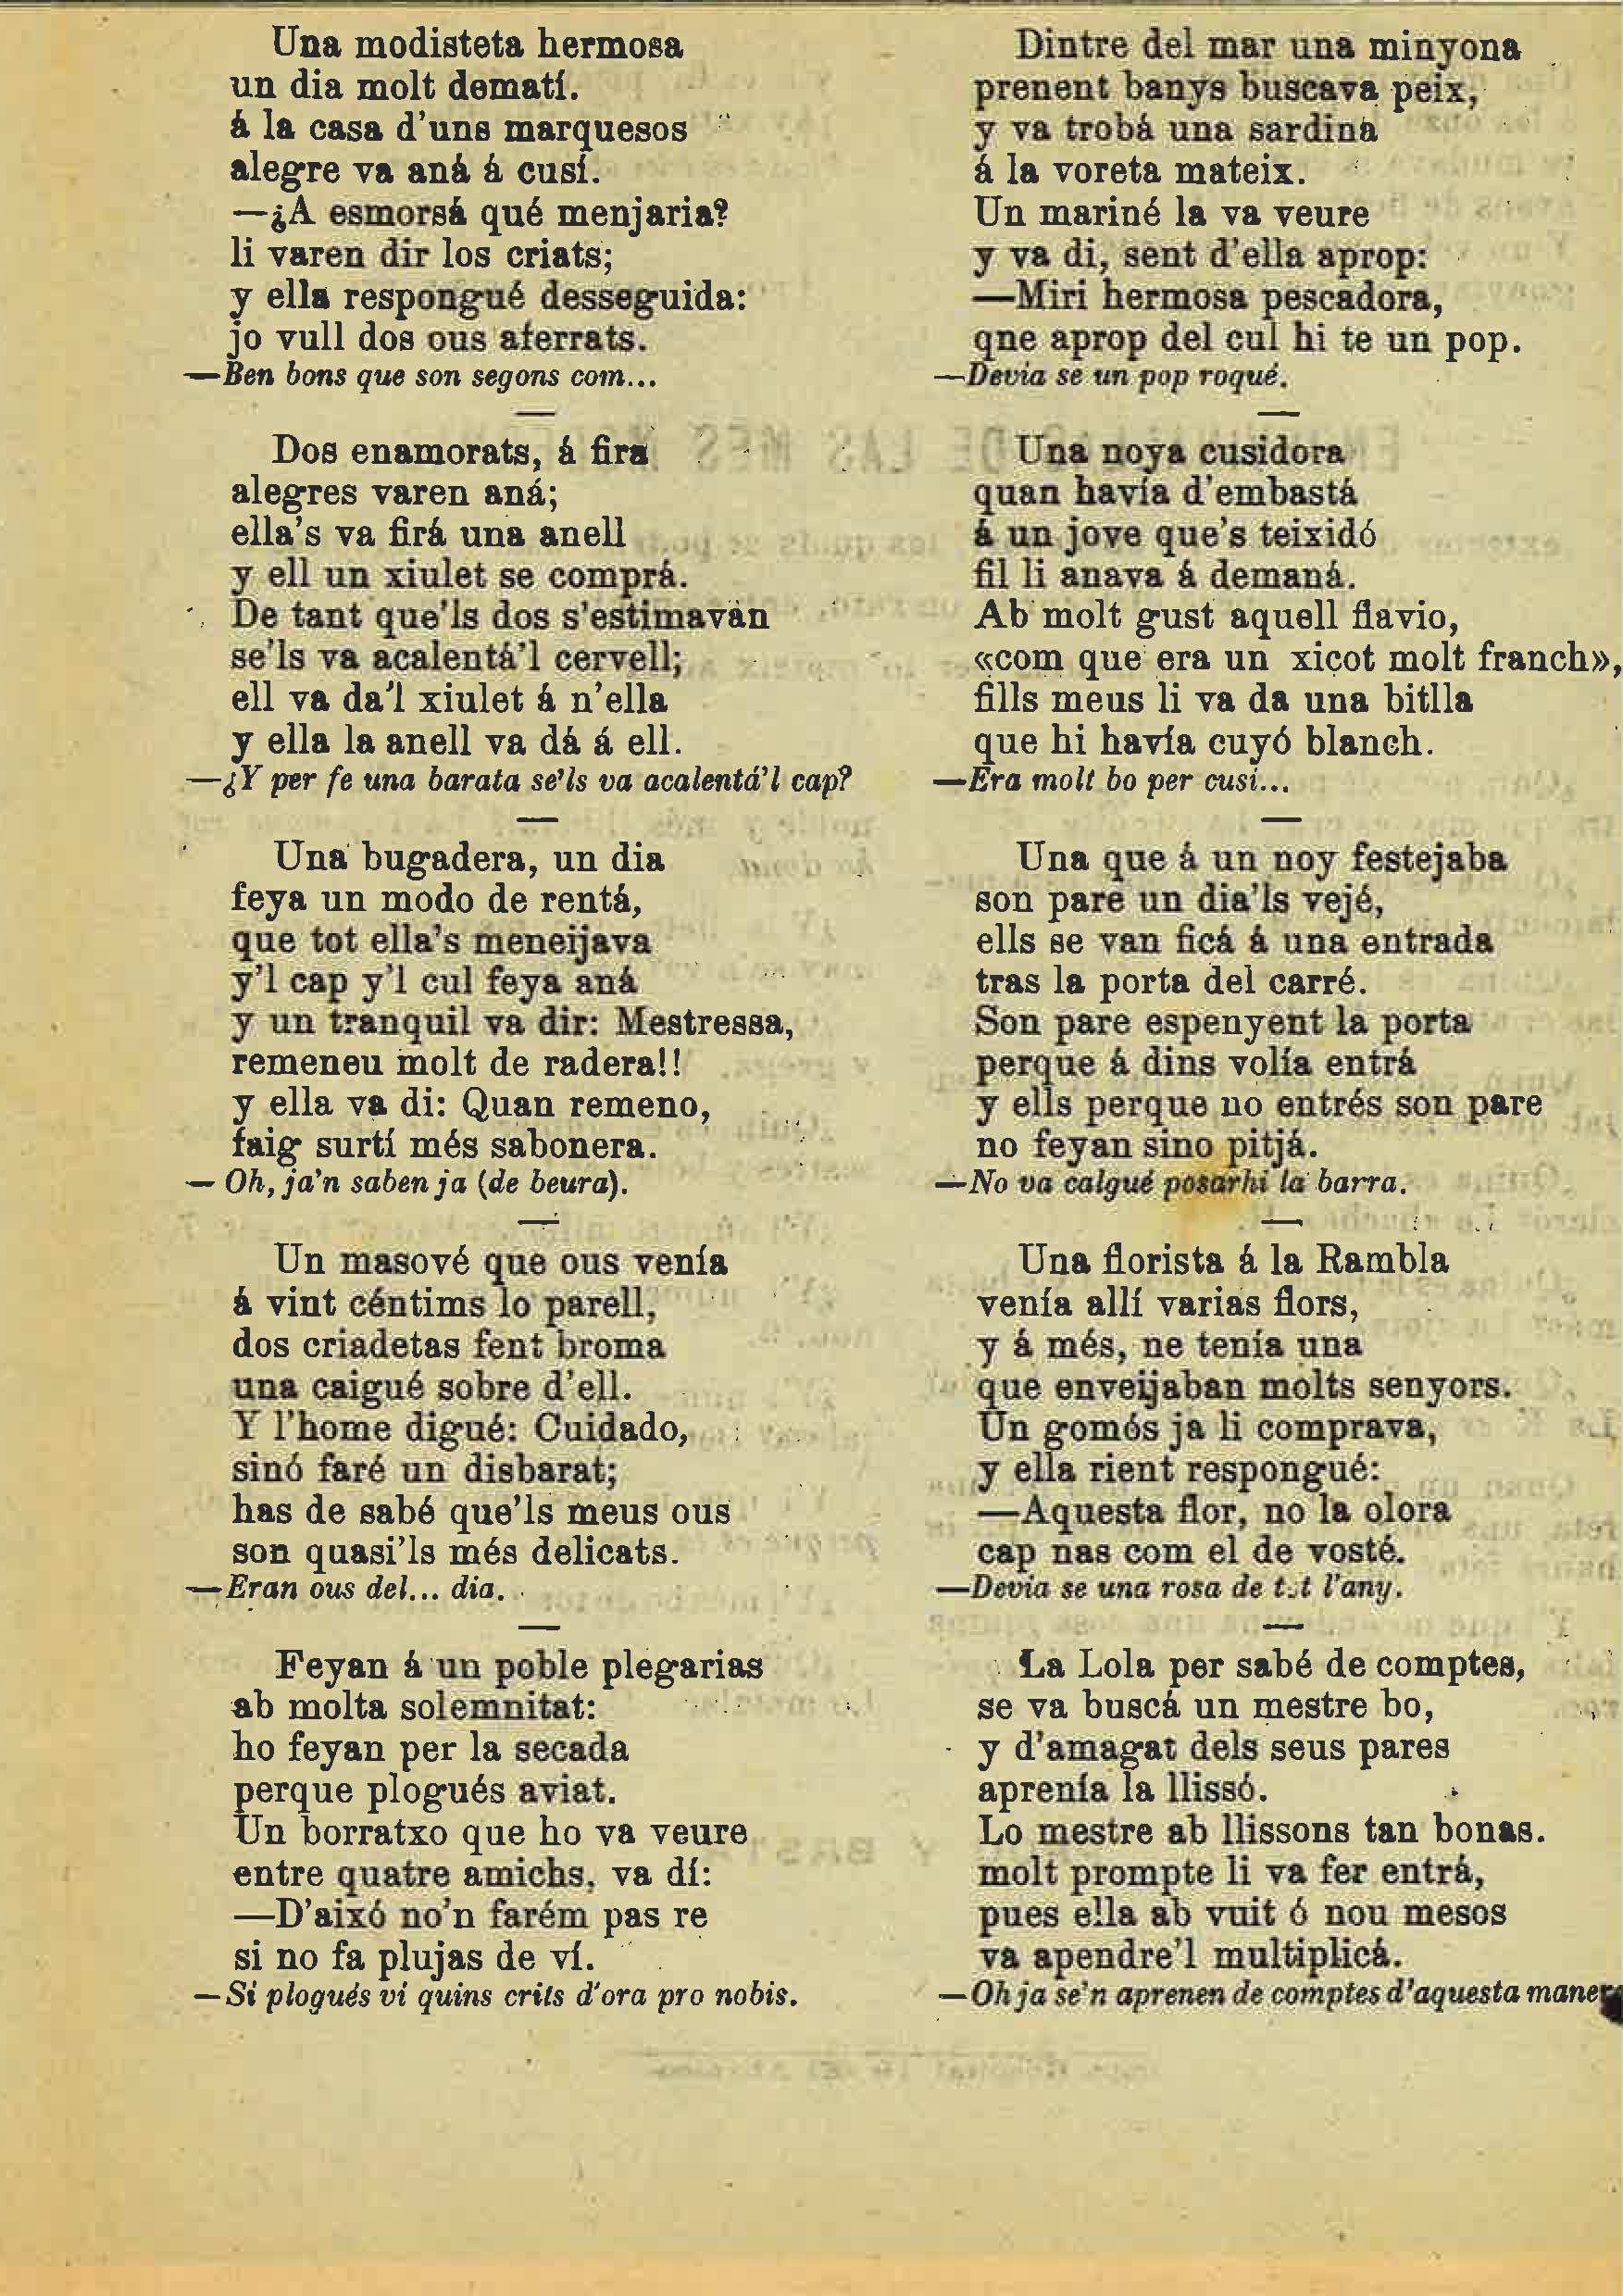 Una modisteta hermosa
un dia molt dematí.
á la casa d'uns marquesos
alegre va aná á cusí.
—¿A esmorsá qué menjaria?
li varen dir los criats;
y ella respongué desseguida:
jo vull dos ous aferrats.
—Ben bons que son segons com...
Dos enamorats, á fira
alegres varen aná;
ella's va firá una anell
y ell un xiulet se comprá.
De tant que'ls dos s'estimavan
se'ls va acalentá'l cervell;
ell va da'l xiulet á n'ella
y ella la anell va dá á ell.
—¿Y per fe una barata se'ls va acalentá'l cap?
Una bugadera, un dia
feya un modo de rentá,
que tot ella's meneijava
y'l cap y'l cul feya aná
y un tranquil va dir: Mestressa,
remeneu molt de radera!!
y ella va di: Quan remeno,
faig surtí més sabonera.
— Oh, ja'n saben ja (de beura).
Un masové que ous venía
á vint céntims lo parell,
dos criadetas fent broma
una caigué sobre d'ell.
Y l'home digué: Cuidado,
sinó faré un disbarat;
has de sabé que'ls meus ous
son quasi'ls més delicats.
—Eran ous del... dia.
Feyan á un poble plegarias
ab molta solemnitat:
ho feyan per la secada
perque plogués aviat.
Un borratxo que ho va veure
entre quatre amichs, va dí:
—D'aixó no'n farém pas re
si no fa plujas de ví.
—Si plogués vi quins crits d'ora pro nobis.
Dintre del mar una minyona
prenent banys buscava peix,
y va trobá una sardina
á la voreta mateix.
Un mariné la va veure
y va di, sent d'ella aprop:
—Miri hermosa pescadora,
qne aprop del cul hi te un pop.
—Devia se un pop roqué.
Una noya cusidora
quan havía d'embastá
á un jove que's teixidó
fil li anava á demaná.
Ab molt gust aquell flavio,
«com que era un xicot molt franch»,
fills meus li va da una bitlla
que hi havía cuyó blanch.
—Era molt bo per cusi...
Una que á un noy festejaba
son pare un dia'ls vejé,
ells se van ficá á una entrada
tras la porta del carré.
Son pare espenyent la porta
perque á dins volía entrá
y ells perque no entrés son pare
no feyan sino pitjá.
—No va calgué posarhi la barra.
Una florista á la Rambla
venía allí varias flors,
y á més, ne tenía una
que enveijaban molts senyors.
Un gomós ja li comprava,
y ella rient respongué:
—Aquesta flor, no la olora
cap nas com el de vosté.
—Devia se una rosa de tot l'any.
La Lola per sabé de comptes,
se va buscá un mestre bo,
y d'amagat dels seus pares
aprenía la llissó.
Lo mestre ab llissons tan bonas.
molt prompte li va fer entrá,
pues ella ab vuit ó nou mesos
va apendre'l multiplicá.
—Oh ja se'n aprenen de comptes d'aquesta maner